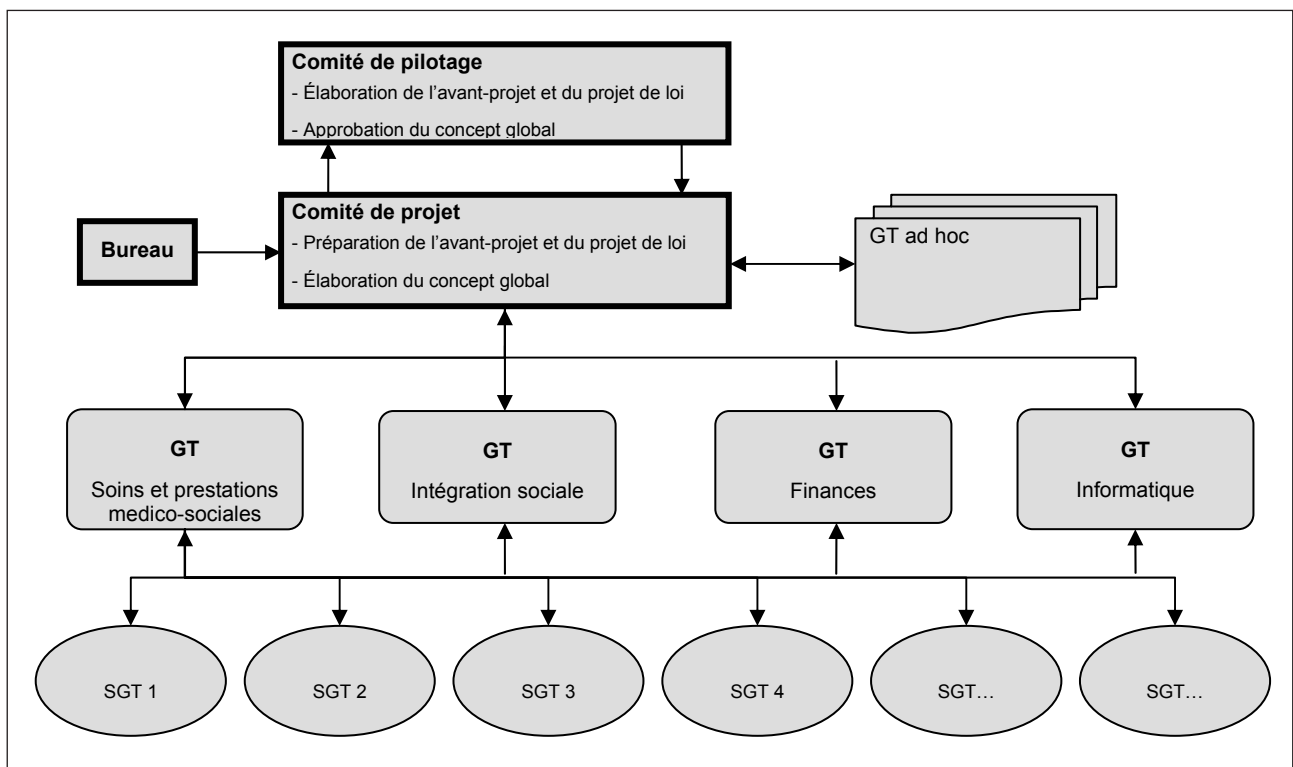 Comité de pilotage
- Élaboration de l’avant-projet et du projet de loi
- Approbation du concept global
Comité de projet
- Préparation de l’avant-projet et du projet de loi
- Élaboration du concept global
Bureau
GT ad hoc
GT
Soins et prestations
medico-sociales
GT
Intégration sociale
GT
Finances
GT
Informatique
SGT 1
SGT 2
SGT 3
SGT 4
SGT…
SGT…